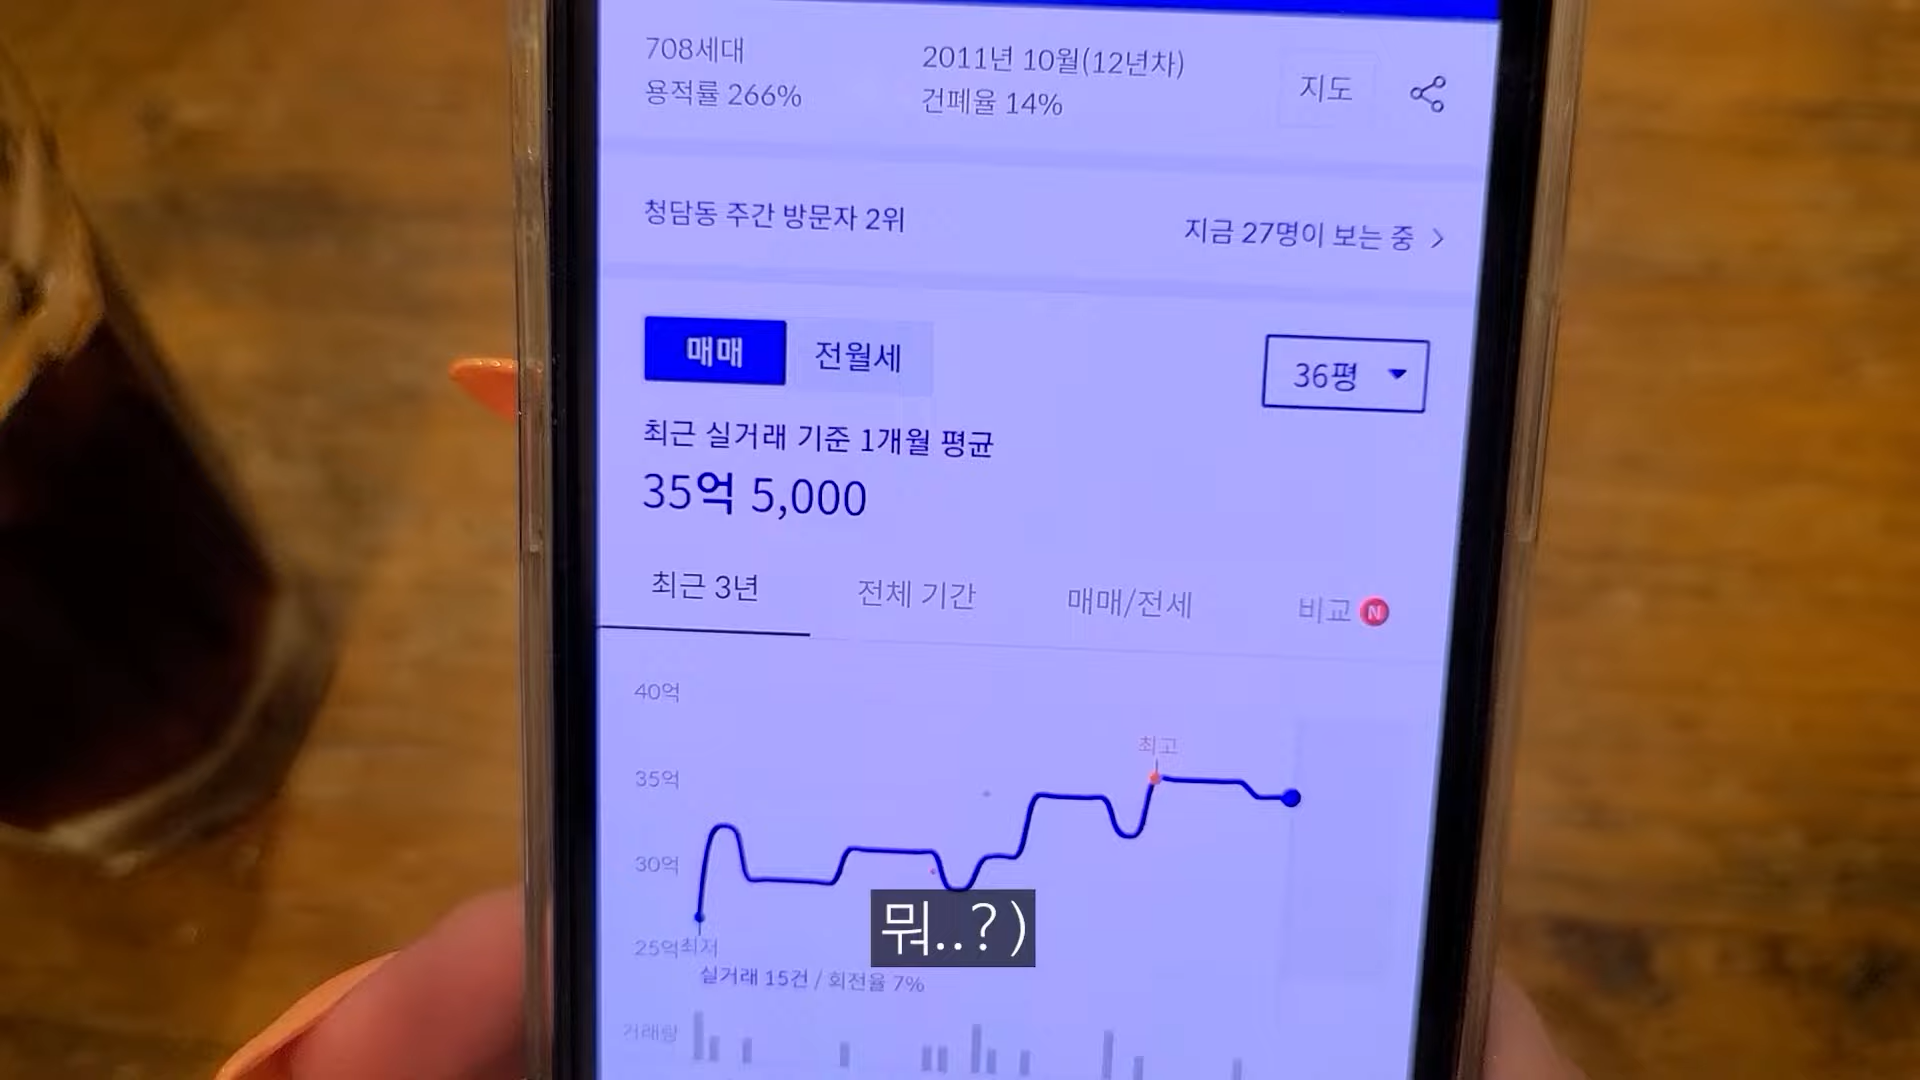 708세대
2011년 10월(12년차)
지도
용적률 266%
건폐율 14%
청담동 주간 방문자 2위
지금 27명이 보는 중 >
매매
전월세
36평
최근 실거래 기준 1개월 평균
35억 5,000
최근 3년
전체 기간
매매/전세
비교 N
40억
최고
35억
30억
뭐..?)
25억
최저
실거래 15건 / 회전율 7%
거래량